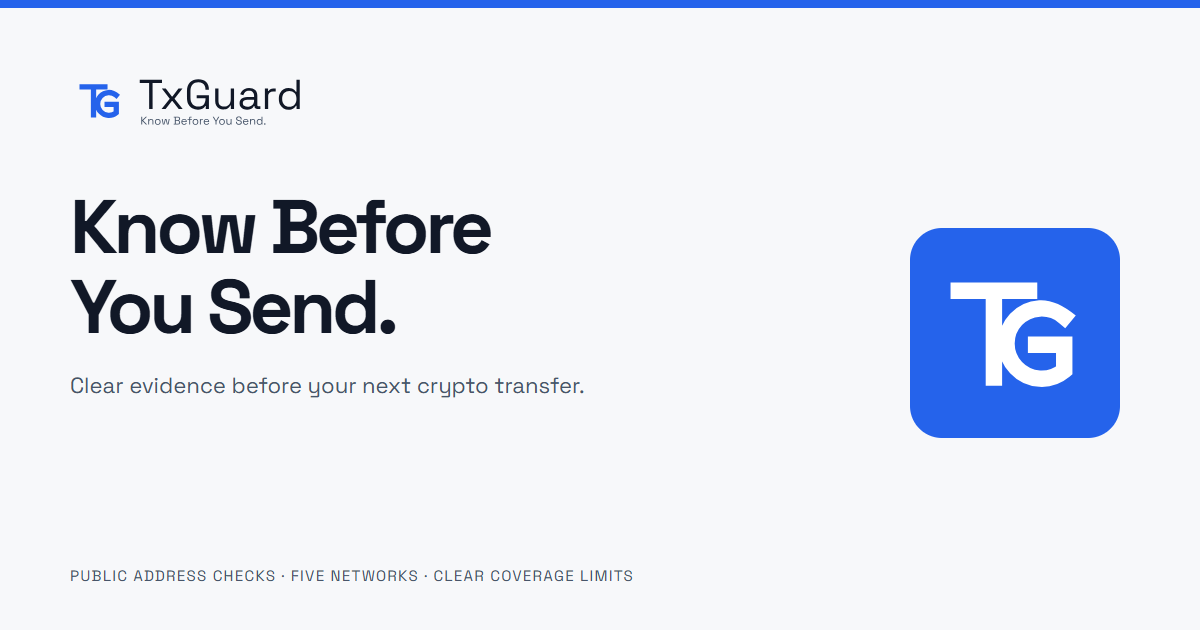 TG TxGuard
Know Before You Send.
Know Before
You Send.
TG
Clear evidence before your next crypto transfer.
PUBLIC ADDRESS CHECKS · FIVE NETWORKS · CLEAR COVERAGE LIMITS